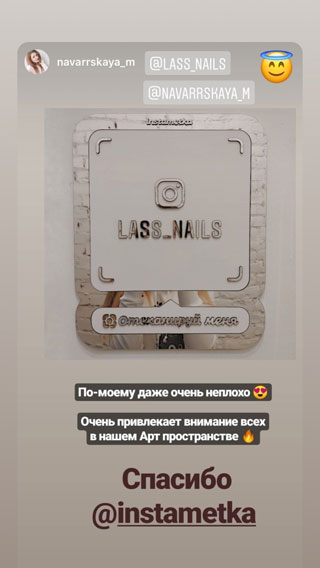 navarrskaya_m
@LASS_NAILS
@NAVARRSKAYA_M
instametka
LASS_NAILS
Отсканируй меня
По-моему даже очень неплохо 😍
Очень привлекает внимание всех
в нашем Арт пространстве 🔥
Спасибо
@instametka